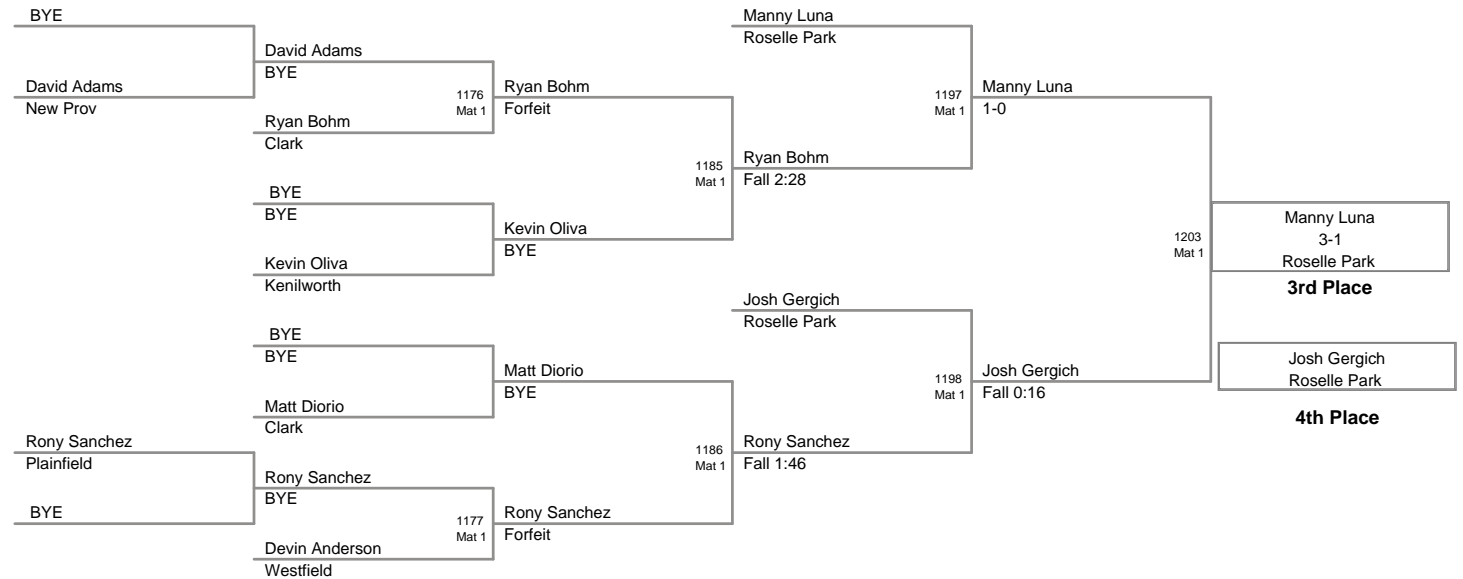 BYE
David Adams
New Prov
David Adams
BYE
Ryan Bohm
Clark
1176
Mat 1
Ryan Bohm
Forfeit
BYE
BYE
Kevin Oliva
Kenilworth
Kevin Oliva
BYE
1185
Mat 1
Manny Luna
Roselle Park
Ryan Bohm
Fall 2:28
1197
Mat 1
Manny Luna
1-0
BYE
BYE
Matt Diorio
Clark
Matt Diorio
BYE
Rony Sanchez
Plainfield
BYE
Rony Sanchez
BYE
Devin Anderson
Westfield
1177
Mat 1
Rony Sanchez
Forfeit
1186
Mat 1
Josh Gergich
Roselle Park
Rony Sanchez
Fall 1:46
1198
Mat 1
Josh Gergich
Fall 0:16
1203
Mat 1
Manny Luna
3-1
Roselle Park
3rd Place
Josh Gergich
Roselle Park
4th Place